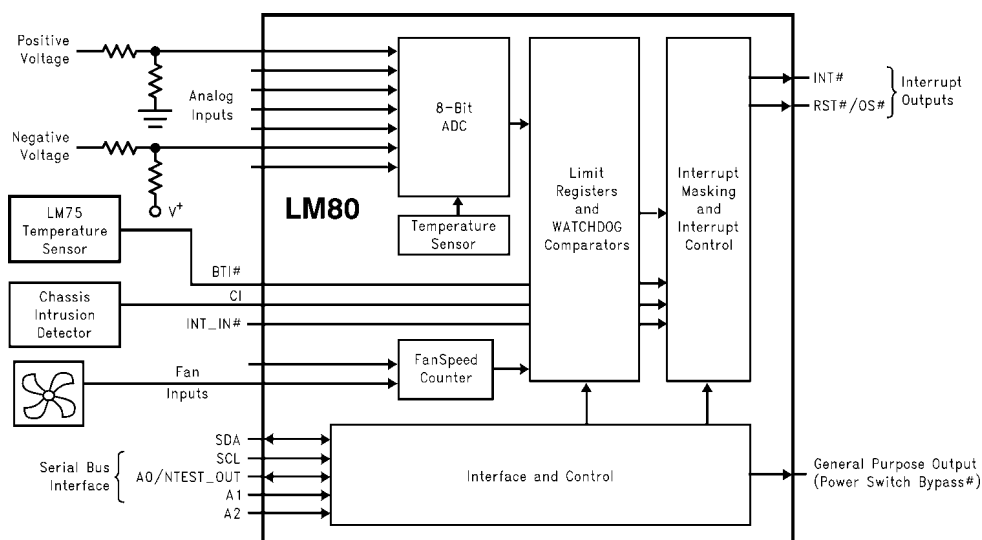 Positive
Voltage
Analog
Inputs
Negative
Voltage
V+
LM75
Temperature
Sensor
Chassis
Intrusion
Detector
BTI#
CI
INT_IN#
Fan
Inputs
LM80
8-Bit
ADC
Temperature
Sensor
FanSpeed
Counter
Limit
Registers
and
WATCHDOG
Comparators
Interrupt
Masking
and
Interrupt
Control
INT#
RST#/OS#
Interrupt
Outputs
Serial Bus
Interface
SDA
SCL
A0/NTEST_OUT
A1
A2
Interface and Control
General Purpose Output
(Power Switch Bypass#)